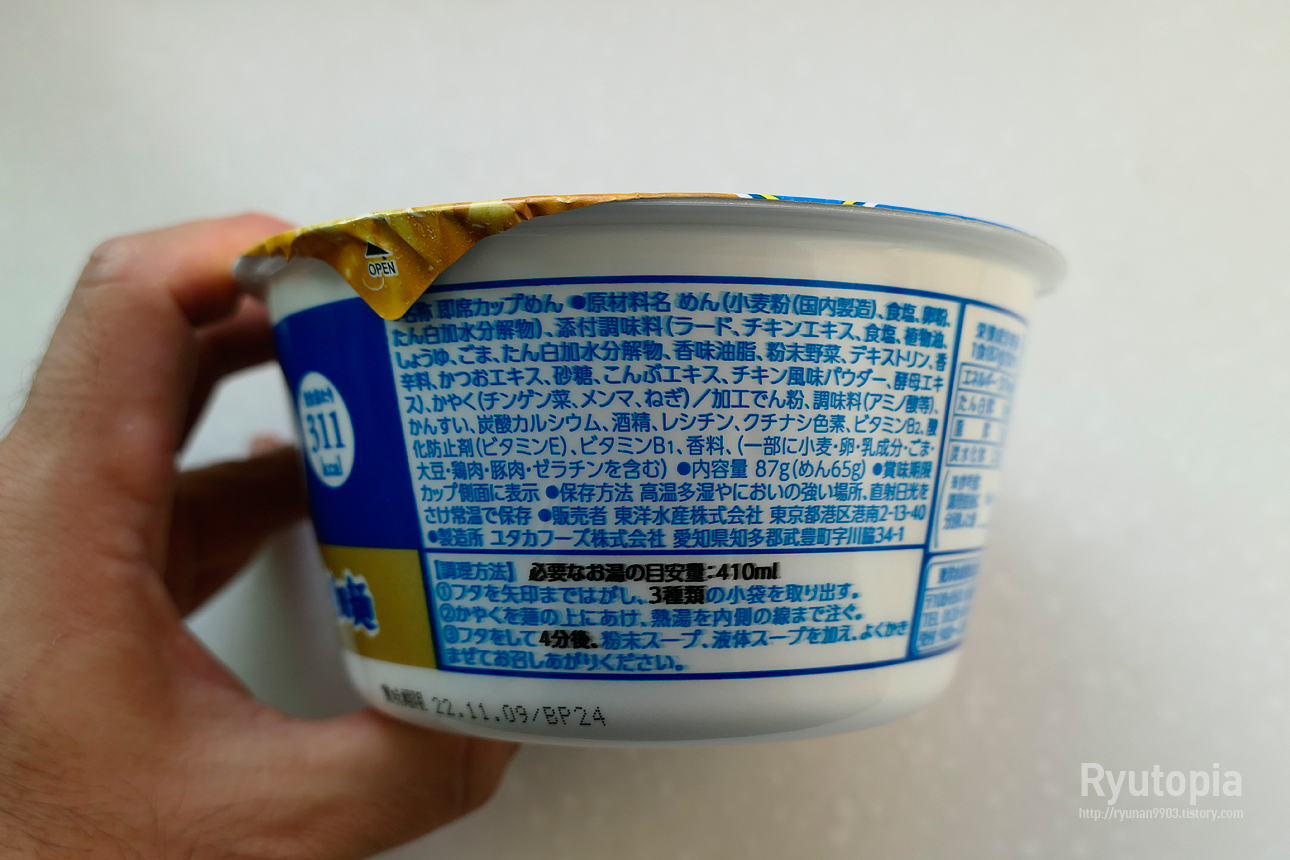 OPEN
名称 即席カップめん ●原材料名 めん(小麦粉(国内製造)、食塩、卵粉、
たん白加水分解物)、添付調味料(ラード、チキンエキス、食塩、植物油、
しょうゆ、ごま、たん白加水分解物、香味油脂、粉末野菜、デキストリン、香
辛料、かつおエキス、砂糖、こんぶエキス、チキン風味パウダー、酵母エキ
ス)、かやく(チンゲン菜、メンマ、ねぎ)/加工でん粉、調味料(アミノ酸等)、
かんすい、炭酸カルシウム、酒精、レシチン、クチナシ色素、ビタミンB2、酸
化防止剤(ビタミンE)、ビタミンB1、香料、(一部に小麦・卵・乳成分・ごま・
大豆・鶏肉・豚肉・ゼラチンを含む) ●内容量 87g(めん65g) ●賞味期限
カップ側面に表示 ●保存方法 高温多湿やにおいの強い場所、直射日光を
さけ常温で保存 ●販売者 東洋水産株式会社 東京都港区港南2-13-40
●製造所 ユタカフーズ株式会社 愛知県知多郡武豊町字川脇34-1
【調理方法】 必要なお湯の目安量:410ml
①フタを矢印まではがし、3種類の小袋を取り出す。
②かやくを麺の上にあけ、熱湯を内側の線まで注ぐ。
③フタをして4分後、粉末スープ、液体スープを加え、よくかき
まぜてお召しあがりください。
311
kcal
麺
エネルギー
たん白質
炭水化物
賞味期限 22.11.09/BP24
Ryutopia
http://ryunan9903.tistory.com